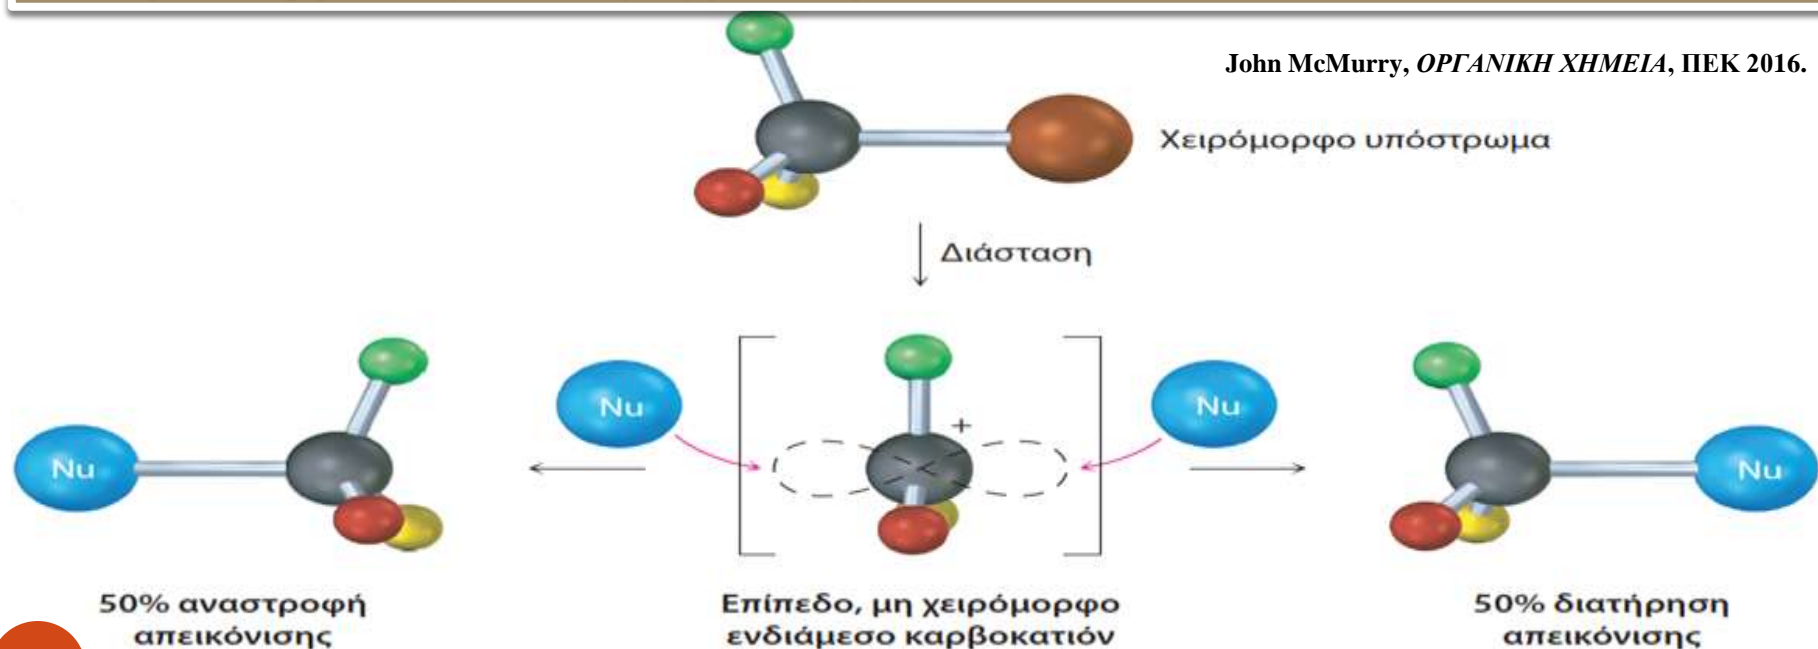 John McMurry, ΟΡΓΑΝΙΚΗ ΧΗΜΕΙΑ, ΠΕΚ 2016.
Χειρόμορφο υπόστρωμα
Διάσταση
Nu
Nu
+
Nu
Nu
50% αναστροφή
απεικόνισης
Επίπεδο, μη χειρόμορφο
ενδιάμεσο καρβοκατιόν
50% διατήρηση
απεικόνισης